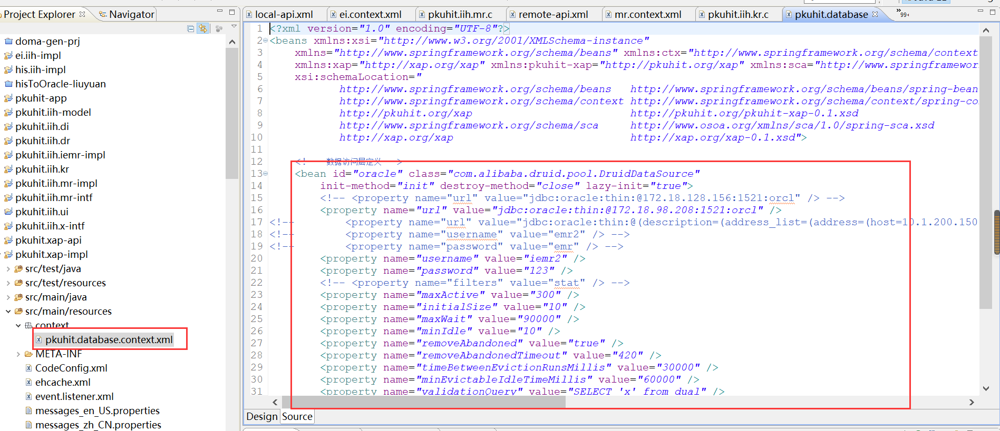 Project Explorer
Navigator
doma-gen-prj
ei.iih-impl
his.iih-impl
hisToOracle-liuyuan
pkuhit-app
pkuhit.iih-model
pkuhit.iih.di
pkuhit.iih.dr
pkuhit.iih.iemr-impl
pkuhit.iih.kr
pkuhit.iih.mr-impl
pkuhit.iih.mr-intf
pkuhit.iih.ui
pkuhit.iih.x-intf
pkuhit.xap-api
pkuhit.xap-impl
src/test/java
src/test/resources
src/main/java
src/main/resources
context
pkuhit.database.context.xml
META-INF
CodeConfig.xml
ehcache.xml
event.listener.xml
messages_en_US.properties
messages_zh_CN.properties
local-api.xml
ei.context.xml
pkuhit.iih.mr.c
remote-api.xml
mr.context.xml
pkuhit.iih.kr.c
pkuhit.database
99+
1 <?xml version="1.0" encoding="UTF-8"?>
2 <beans xmlns:xsi="http://www.w3.org/2001/XMLSchema-instance"
3 xmlns="http://www.springframework.org/schema/beans" xmlns:ctx="http://www.springframework.org/schema/context
4 xmlns:xap="http://xap.org/xap" xmlns:pkuhit-xap="http://pkuhit.org/xap" xmlns:sca="http://www.springframewor
5 xsi:schemaLocation="
6 http://www.springframework.org/schema/beans http://www.springframework.org/schema/beans/spring-bean
7 http://www.springframework.org/schema/context http://www.springframework.org/schema/context/spring-co
8 http://pkuhit.org/xap http://pkuhit.org/pkuhit-xap-0.1.xsd
9 http://www.springframework.org/schema/sca http://www.osoa.org/xmlns/sca/1.0/spring-sca.xsd
10 http://xap.org/xap http://xap.org/xap-0.1.xsd">
11
12 <!-- 数据访问层定义 -->
13 <bean id="oracle" class="com.alibaba.druid.pool.DruidDataSource"
14 init-method="init" destroy-method="close" lazy-init="true">
15 <!-- <property name="url" value="jdbc:oracle:thin:@172.18.128.156:1521:orcl" /> -->
16 <property name="url" value="jdbc:oracle:thin:@172.18.98.208:1521:orcl" />
17 <!-- <property name="url" value="jdbc:oracle:thin:@(description=(address_list=(address=(host=10.1.200.150
18 <!-- <property name="username" value="emr2" /> -->
19 <!-- <property name="password" value="emr" /> -->
20 <property name="username" value="iemr2" />
21 <property name="password" value="123" />
22 <!-- <property name="filters" value="stat" /> -->
23 <property name="maxActive" value="300" />
24 <property name="initialSize" value="10" />
25 <property name="maxWait" value="90000" />
26 <property name="minIdle" value="10" />
27 <property name="removeAbandoned" value="true" />
28 <property name="removeAbandonedTimeout" value="420" />
29 <property name="timeBetweenEvictionRunsMillis" value="30000" />
30 <property name="minEvictableIdleTimeMillis" value="60000" />
31 <property name="validationQuery" value="SELECT 'x' from dual" />
Design Source